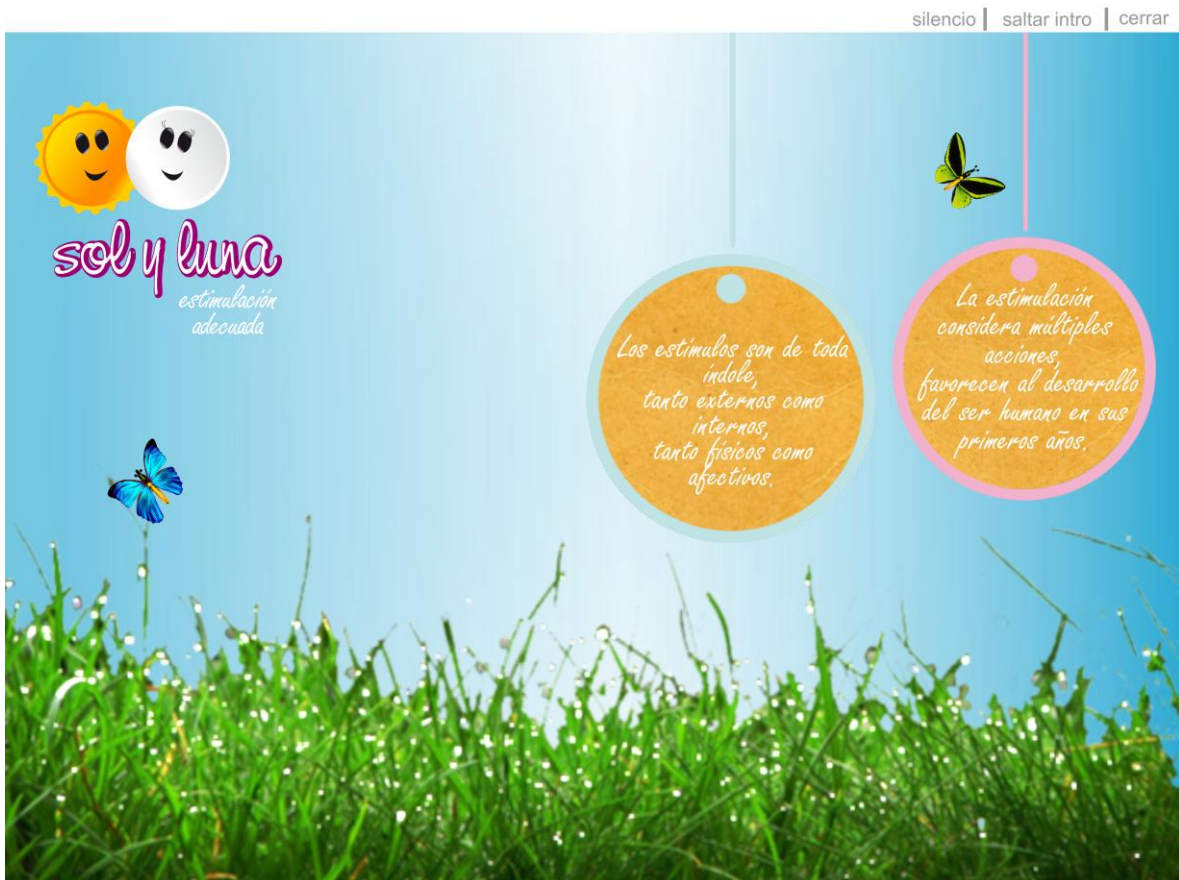 silencio | saltar intro | cerrar
sol y luna
estimulación
adecuada
Los estímulos son de toda
índole,
tanto externos como
internos,
tanto físicos como
afectivos.
La estimulación
considera múltiples
acciones,
favorecen al desarrollo
del ser humano en sus
primeros años.